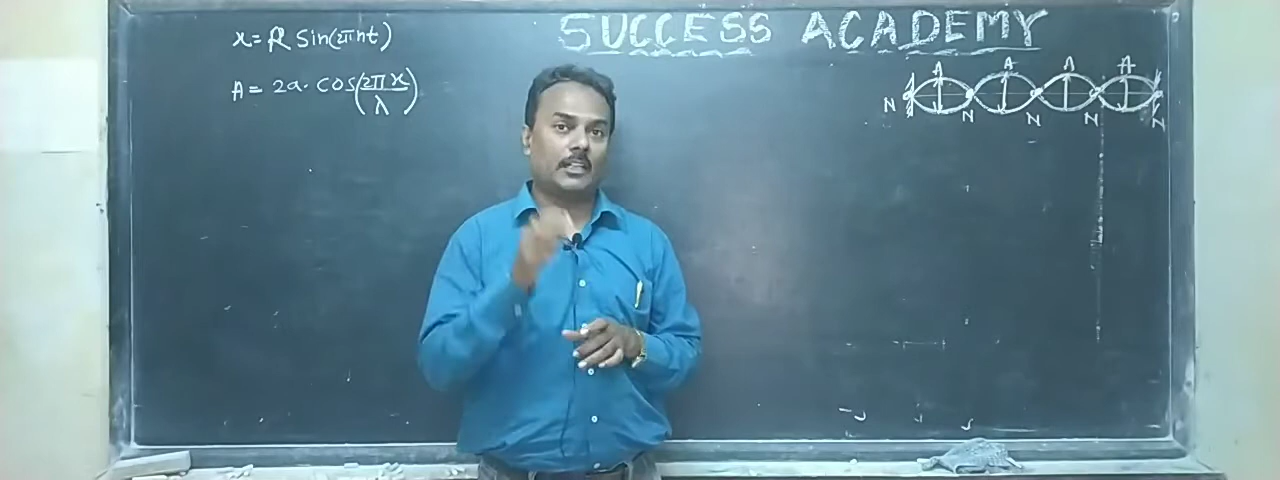 SUCCESS ACADEMY
x = R sin(2πnt)
A = 2a. cos(2πx/λ)
A A A A
N N N N N